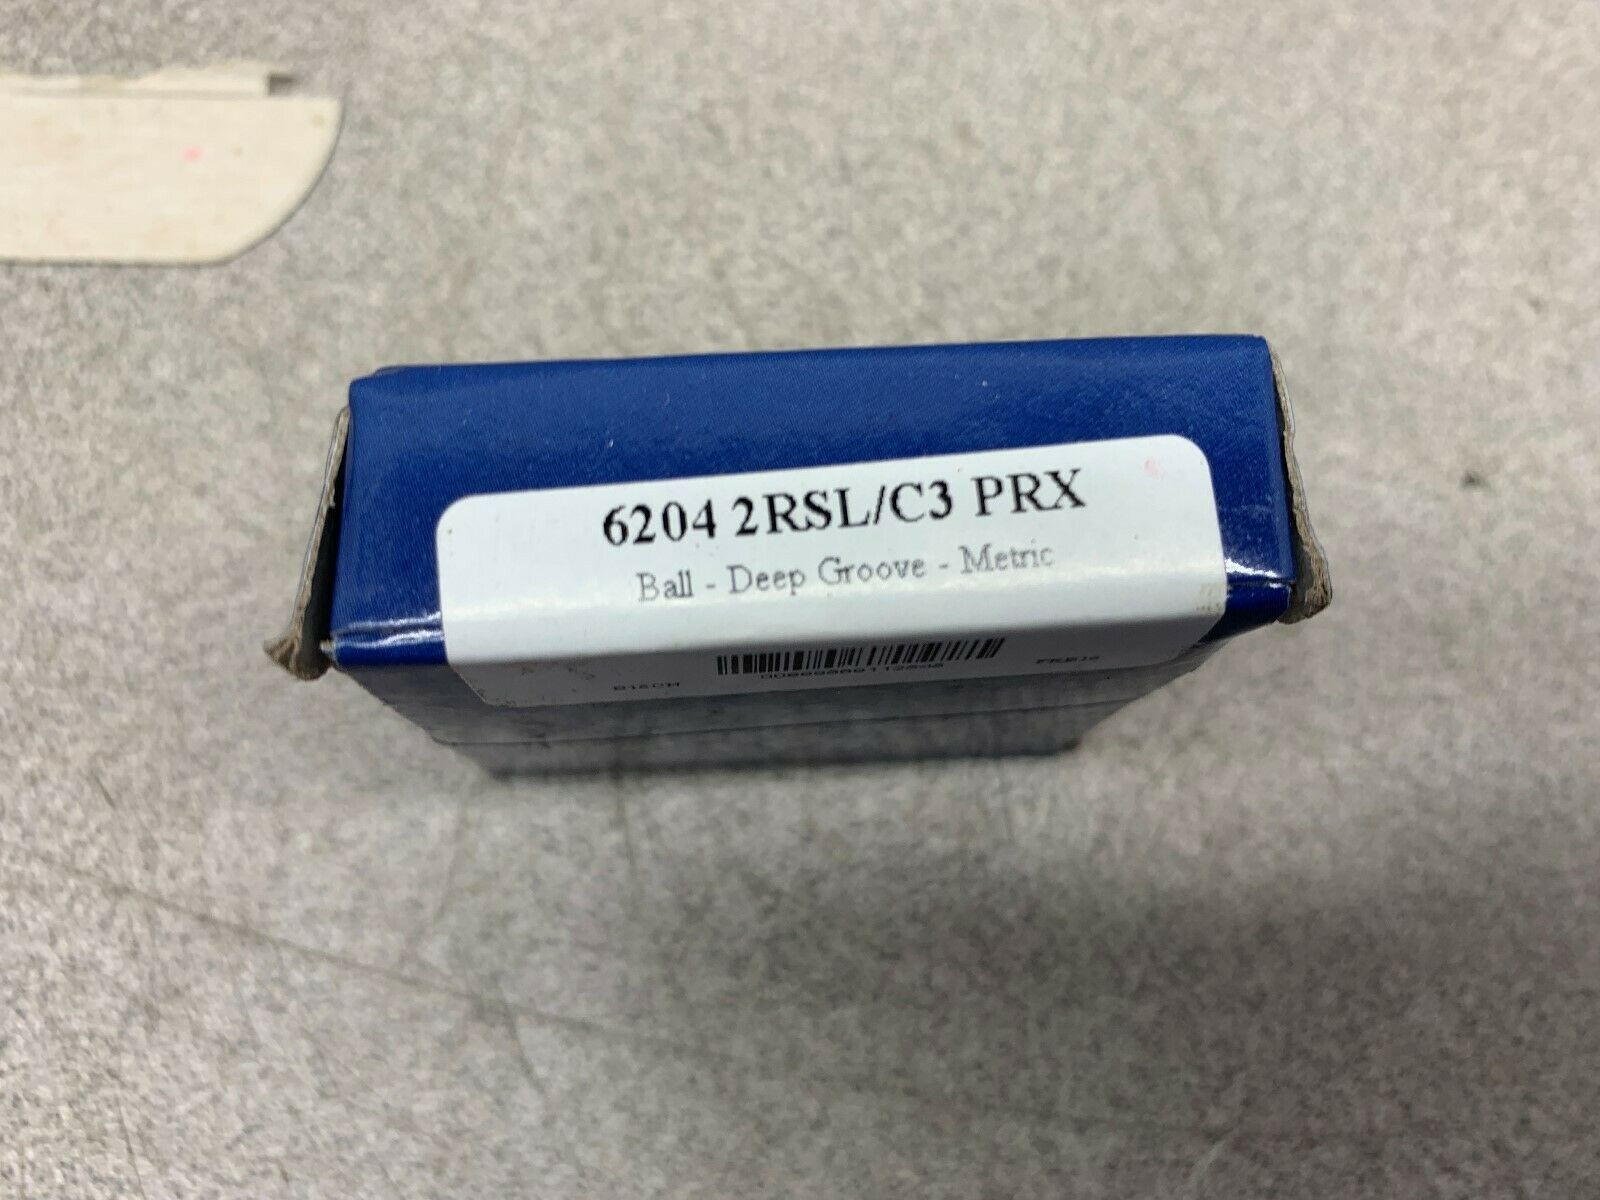 6204 2RSL/C3 PRX
Ball - Deep Groove - Metric